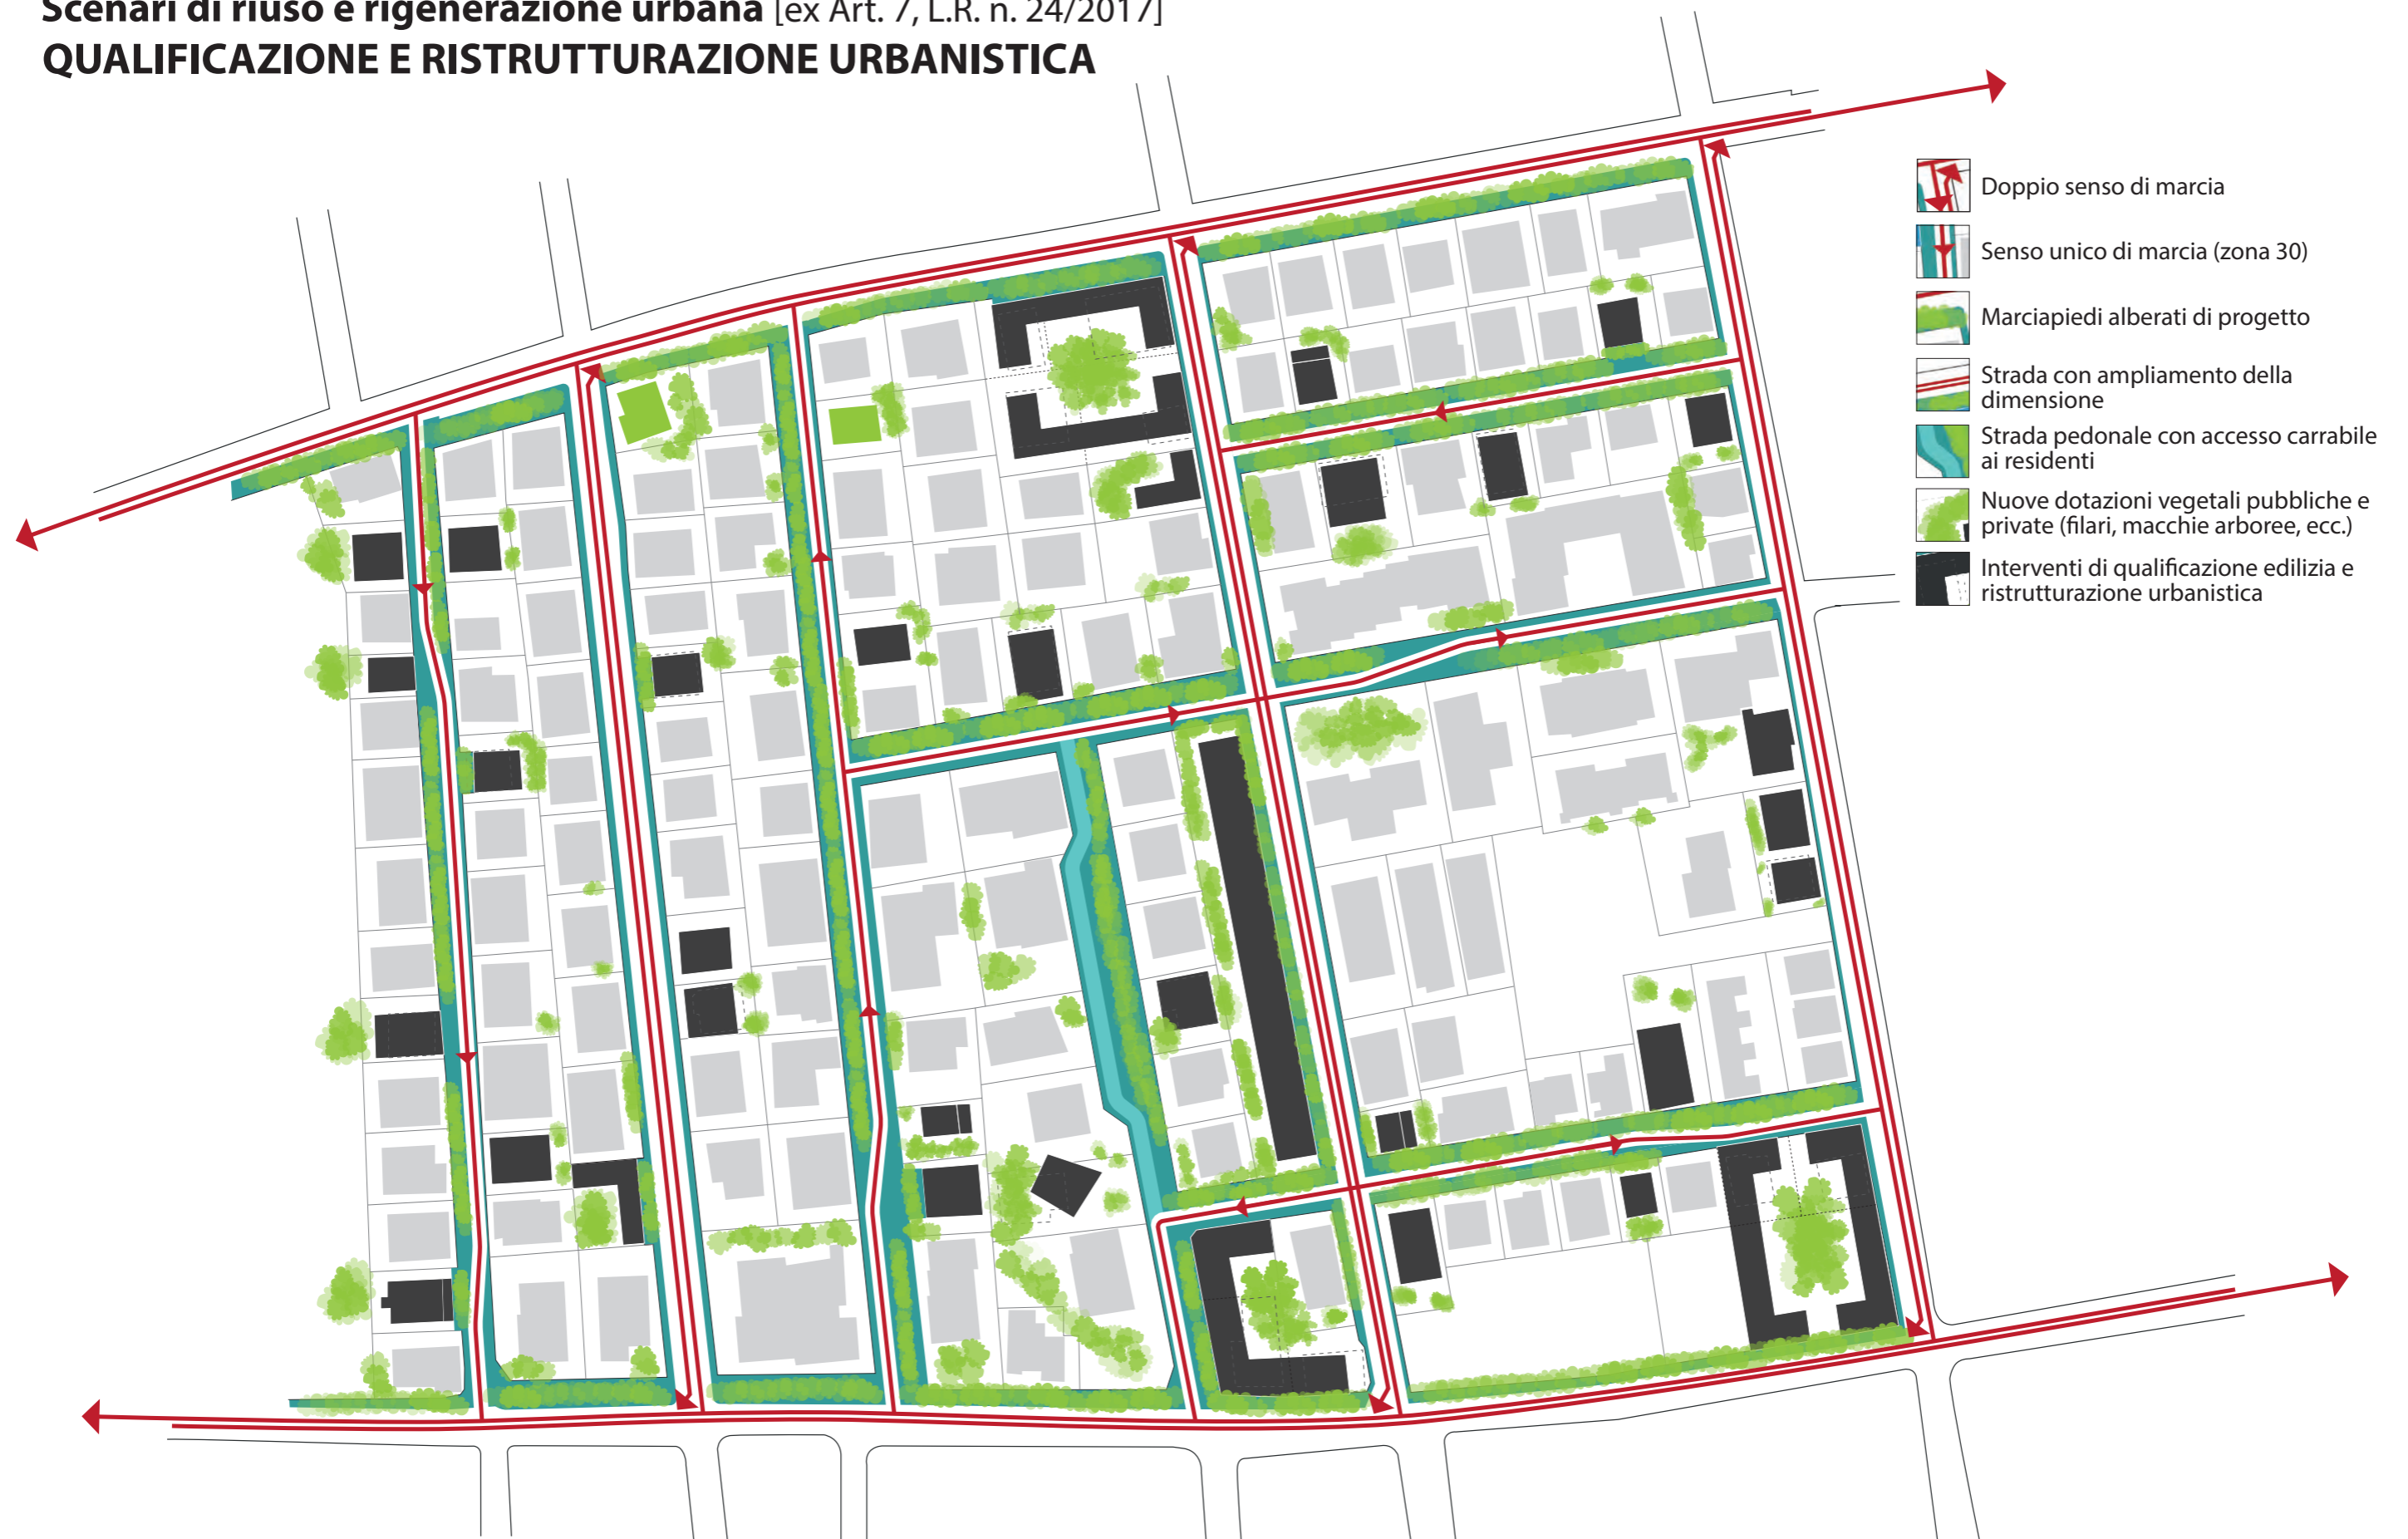 Scenari di riuso e rigenerazione urbana [ex Art. 7, L.R. n. 24/2017]
QUALIFICAZIONE E RISTRUTTURAZIONE URBANISTICA
Doppio senso di marcia
Senso unico di marcia (zona 30)
Marciapiedi alberati di progetto
Strada con ampliamento della
dimensione
Strada pedonale con accesso carrabile
ai residenti
Nuove dotazioni vegetali pubbliche e
private (filari, macchie arboree, ecc.)
Interventi di qualificazione edilizia e
ristrutturazione urbanistica